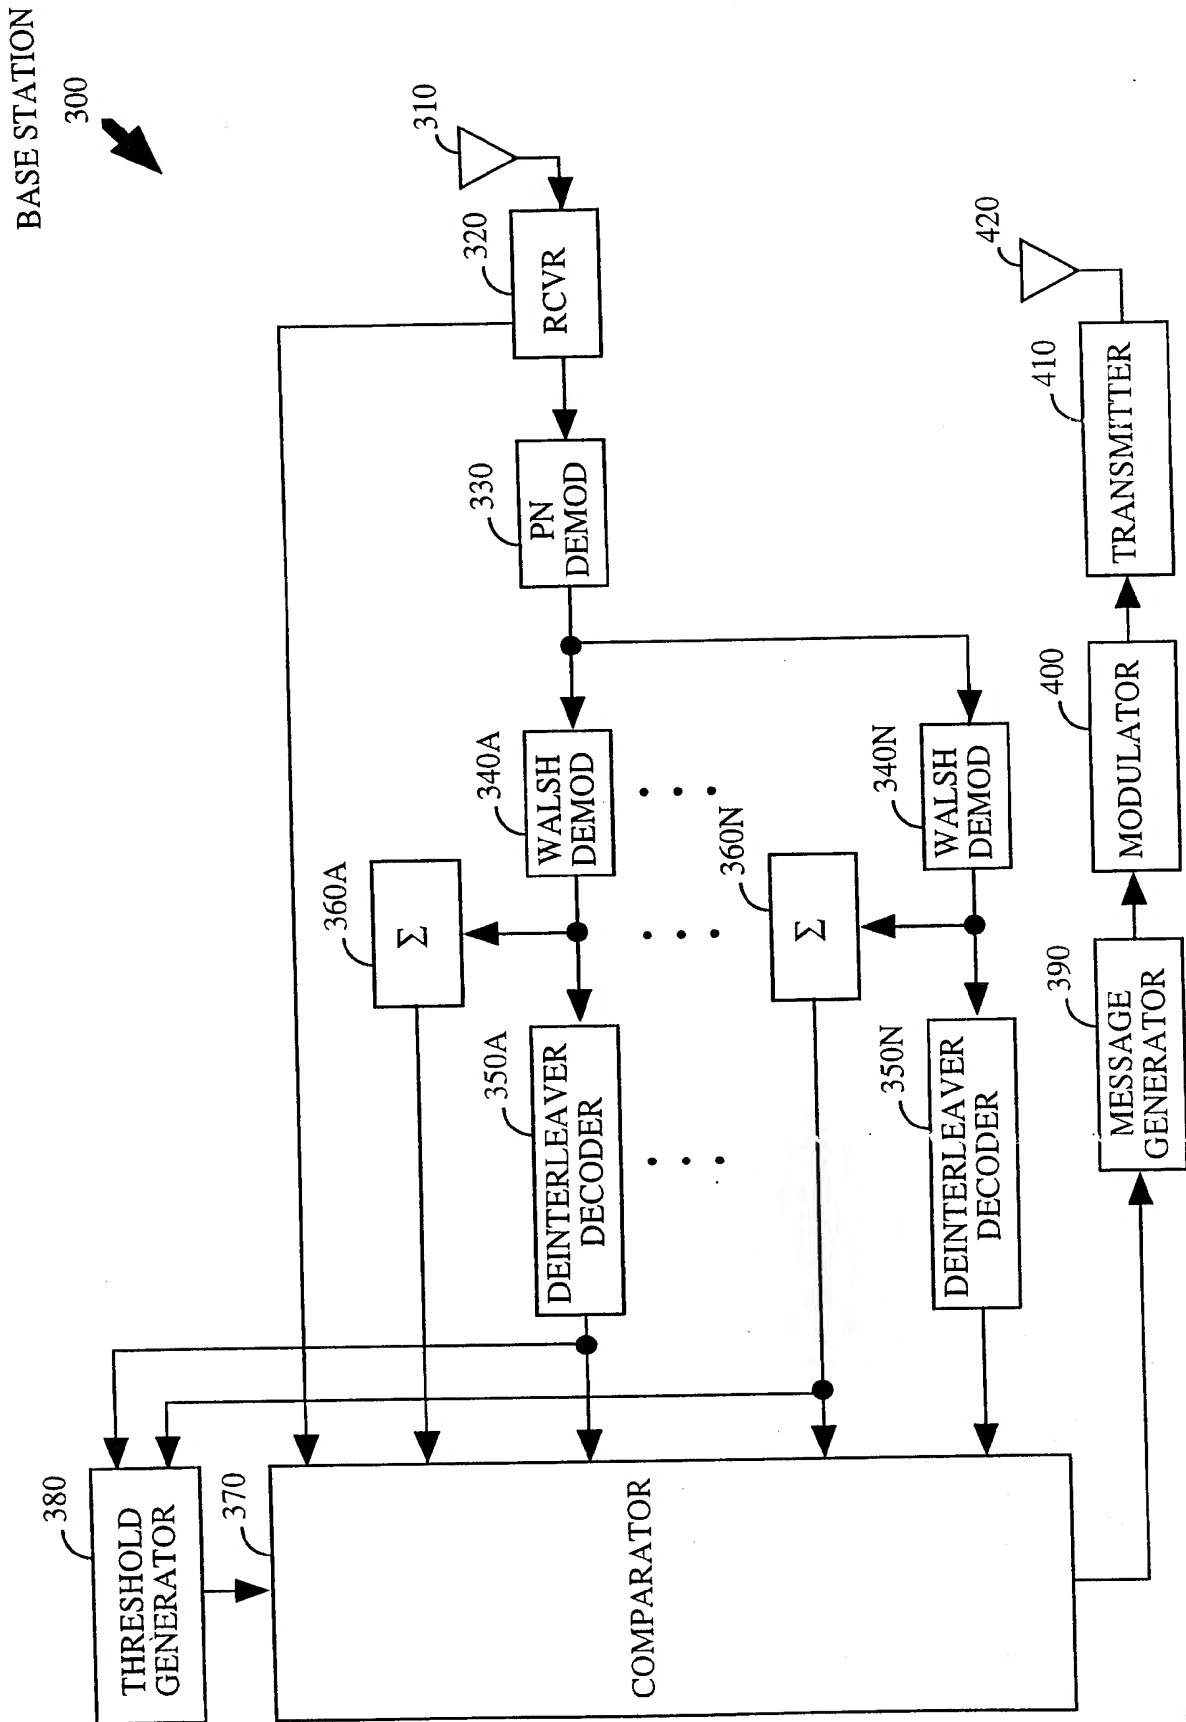 BASE STATION
300
310
320
RCVR
330
PN
DEMOD
340A
WALSH
DEMOD
340N
WALSH
DEMOD
360A
Σ
360N
Σ
350A
DEINTERLEAVER
DECODER
350N
DEINTERLEAVER
DECODER
380
THRESHOLD
GENERATOR
370
COMPARATOR
390
MESSAGE
GENERATOR
400
MODULATOR
410
TRANSMITTER
420